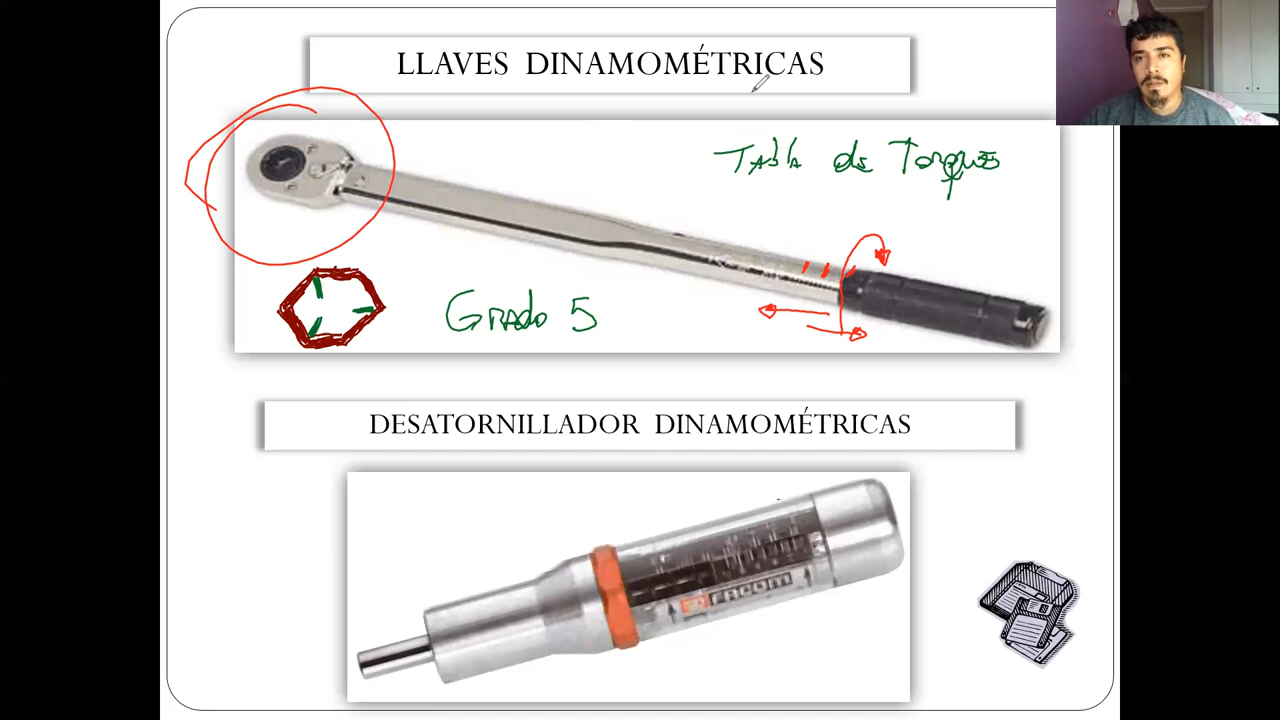 LLAVES DINAMOMÉTRICAS
Tabla de Torques
Grado 5
DESATORNILLADOR DINAMOMÉTRICAS
FACOM